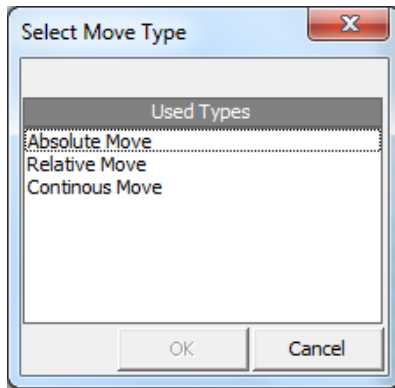 Select Move Type
Used Types
Absolute Move
Relative Move
Continous Move
OK
Cancel